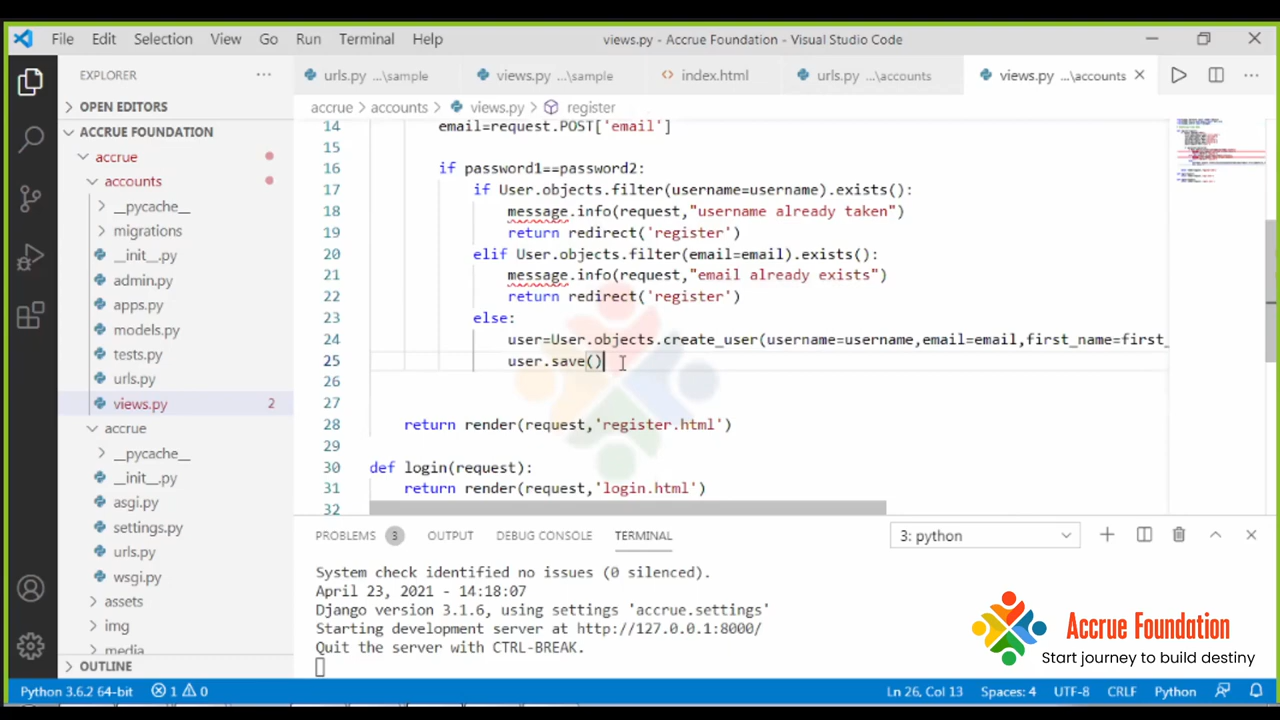 File Edit Selection View Go Run Terminal Help views.py - Accrue Foundation - Visual Studio Code
EXPLORER ··· urls.py ...\sample views.py ...\sample index.html urls.py ...\accounts views.py ...\accounts
OPEN EDITORS
accrue > accounts > views.py > register
ACCRUE FOUNDATION
accrue
accounts
__pycache__
migrations
__init__.py
admin.py
apps.py
models.py
tests.py
urls.py
views.py 2
accrue
__pycache__
__init__.py
asgi.py
settings.py
urls.py
wsgi.py
assets
img
media
OUTLINE
14 email=request.POST['email']
15
16 if password1==password2:
17 if User.objects.filter(username=username).exists():
18 message.info(request,"username already taken")
19 return redirect('register')
20 elif User.objects.filter(email=email).exists():
21 message.info(request,"email already exists")
22 return redirect('register')
23 else:
24 user=User.objects.create_user(username=username,email=email,first_name=first_
25 user.save()
26
27
28 return render(request,'register.html')
29
30 def login(request):
31 return render(request,'login.html')
32
PROBLEMS 3 OUTPUT DEBUG CONSOLE TERMINAL 3: python
System check identified no issues (0 silenced).
April 23, 2021 - 14:18:07
Django version 3.1.6, using settings 'accrue.settings'
Starting development server at http://127.0.0.1:8000/
Quit the server with CTRL-BREAK.
Accrue Foundation
Start journey to build destiny
Python 3.6.2 64-bit 1 0 Ln 26, Col 13 Spaces: 4 UTF-8 CRLF Python